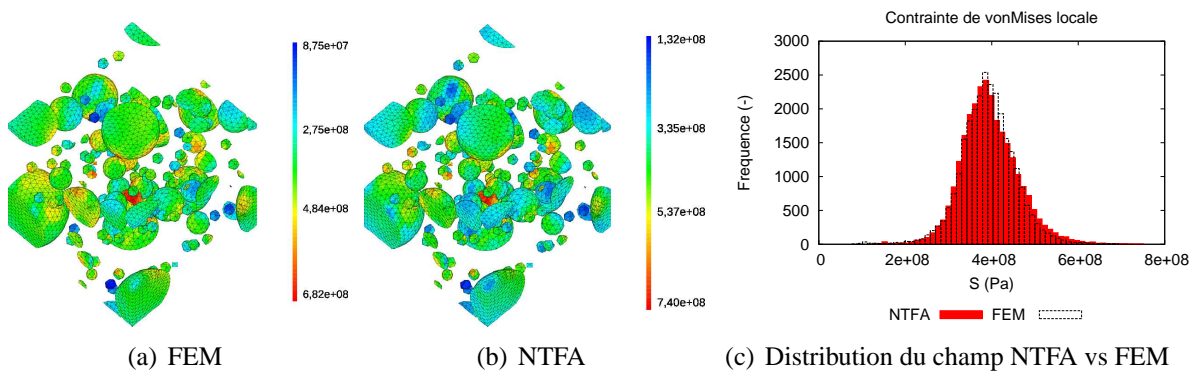 8,75e+07
2,75e+08
4,84e+08
6,82e+08
(a) FEM
1,32e+08
3,35e+08
5,37e+08
7,40e+08
(b) NTFA
Contrainte de vonMises locale
3000
2500
2000
1500
1000
500
0
Frequence (-)
0 2e+08 4e+08 6e+08 8e+08
S (Pa)
NTFA FEM
(c) Distribution du champ NTFA vs FEM